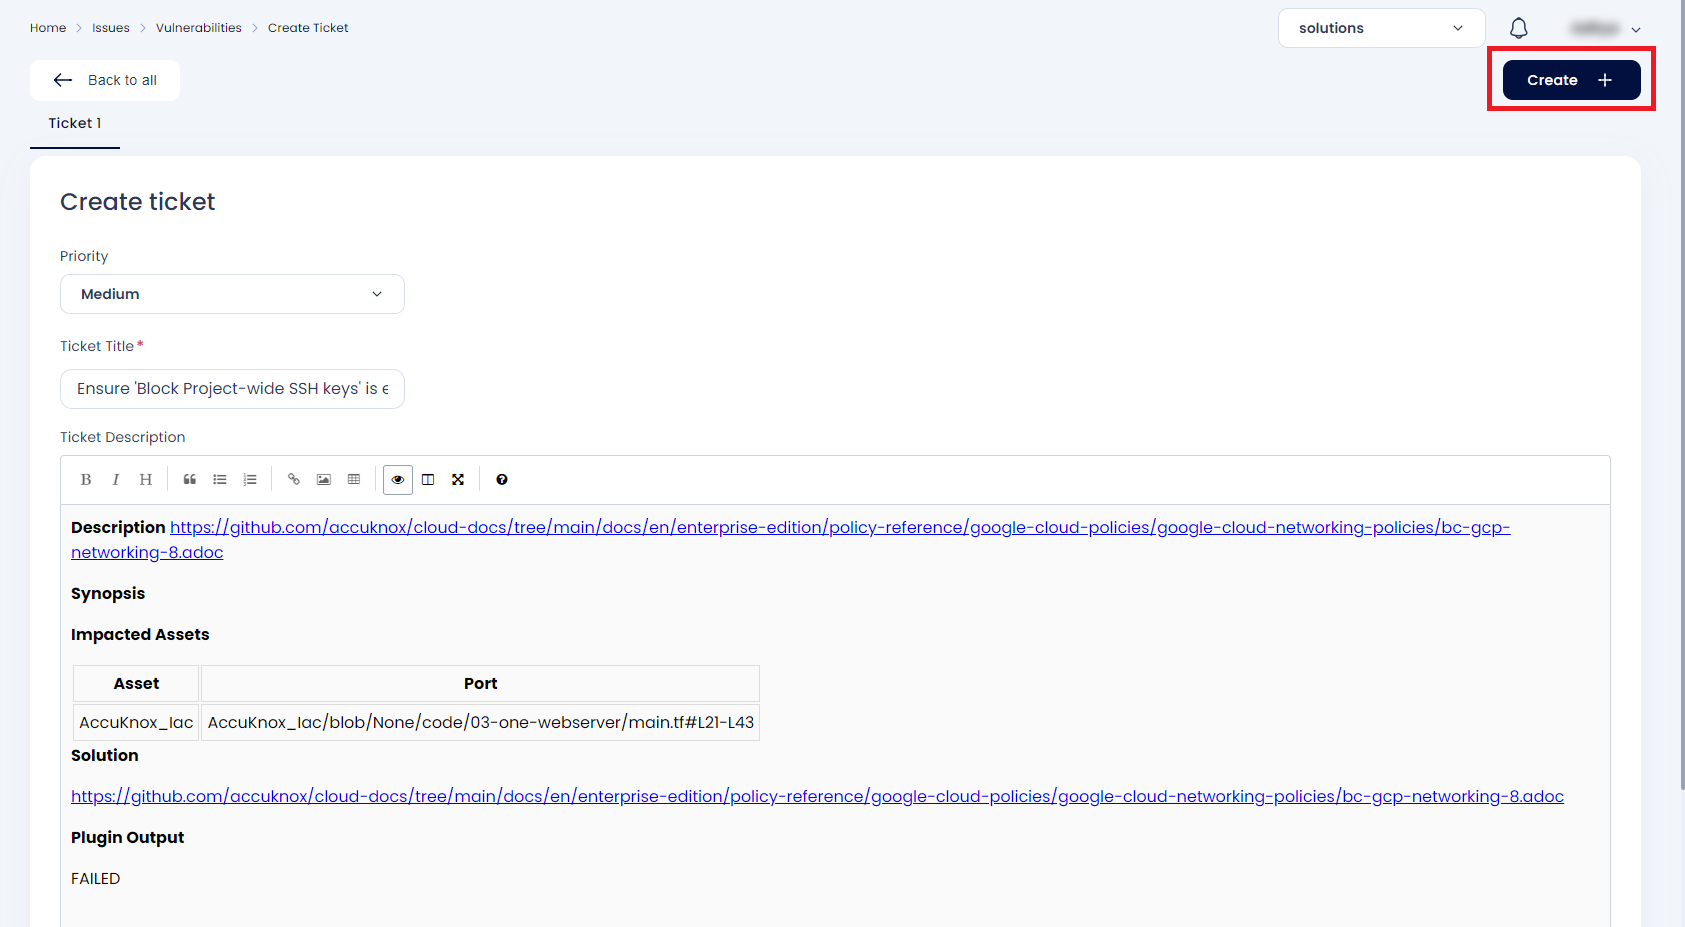 Home > Issues > Vulnerabilities > Create Ticket
solutions
Back to all
Create +
Ticket 1
Create ticket
Priority
Medium
Ticket Title*
Ensure 'Block Project-wide SSH keys' is e
Ticket Description
B I H
Description https://github.com/accuknox/cloud-docs/tree/main/docs/en/enterprise-edition/policy-reference/google-cloud-policies/google-cloud-networking-policies/bc-gcp-
networking-8.adoc
Synopsis
Impacted Assets
Asset Port
AccuKnox_Iac AccuKnox_Iac/blob/None/code/03-one-webserver/main.tf#L21-L43
Solution
https://github.com/accuknox/cloud-docs/tree/main/docs/en/enterprise-edition/policy-reference/google-cloud-policies/google-cloud-networking-policies/bc-gcp-networking-8.adoc
Plugin Output
FAILED